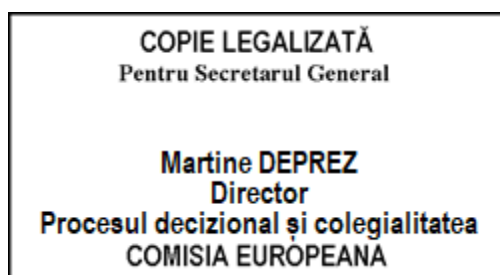 COPIE LEGALIZATĂ
Pentru Secretarul General
Martine DEPREZ
Director
Procesul decizional și colegialitatea
COMISIA EUROPEANA